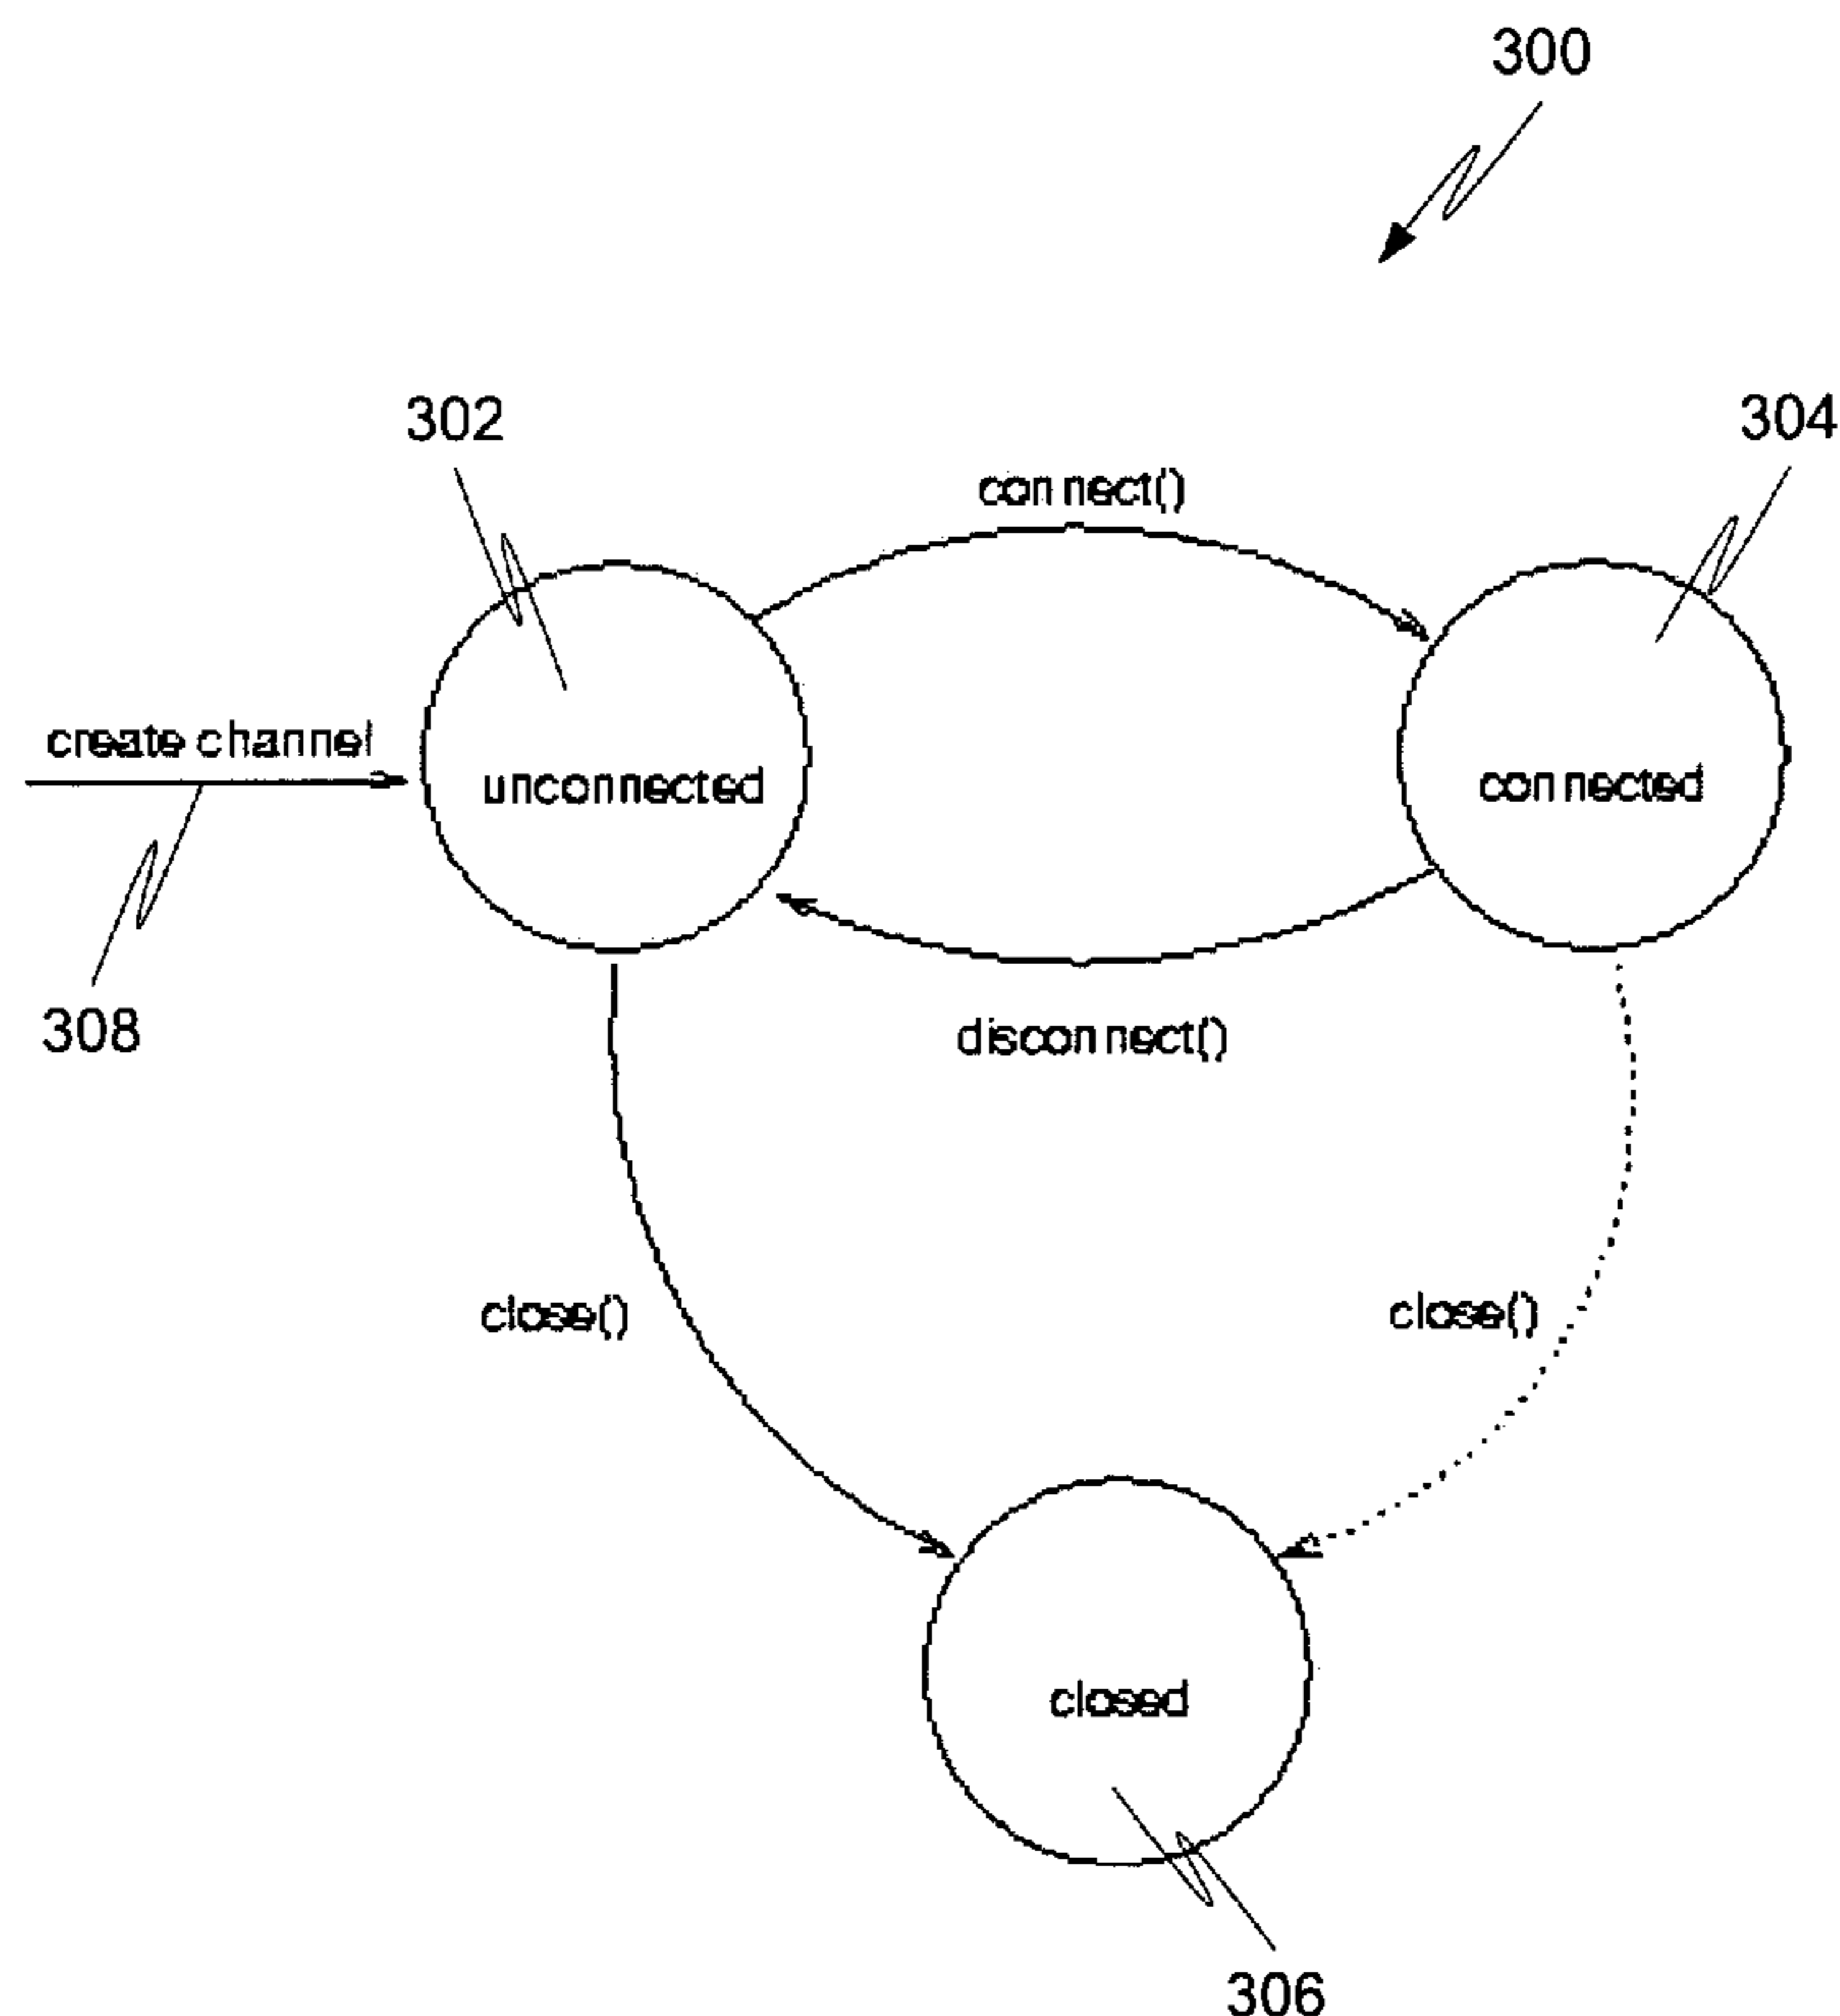 300
302
304
connect()
create channel
unconnected
connected
308
disconnect()
close()
close()
closed
306